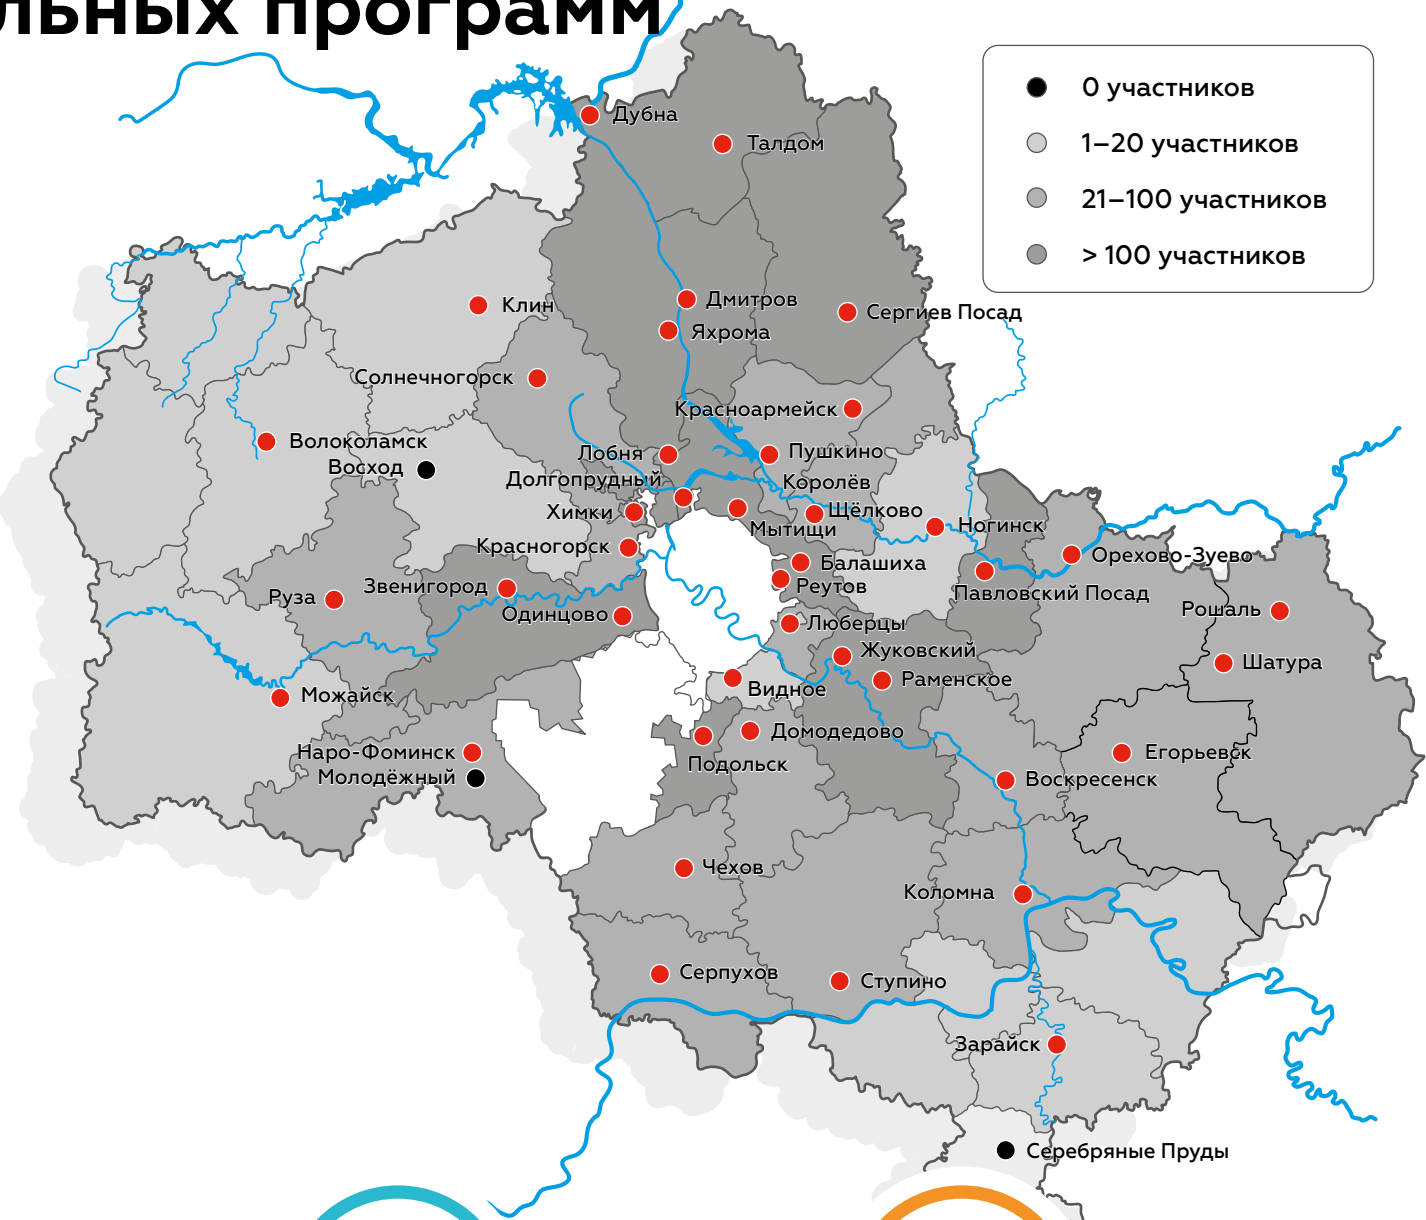 льных программ
0 участников
1–20 участников
21–100 участников
> 100 участников
Дубна
Талдом
Клин
Дмитров
Яхрома
Сергиев Посад
Солнечногорск
Красноармейск
Волоколамск
Восход
Лобня
Пушкино
Долгопрудный
Королёв
Химки
Щёлково
Мытищи
Ногинск
Красногорск
Балашиха
Орехово-Зуево
Звенигород
Реутов
Павловский Посад
Руза
Одинцово
Люберцы
Рошаль
Жуковский
Шатура
Раменское
Можайск
Видное
Домодедово
Наро-Фоминск
Егорьевск
Подольск
Молодёжный
Воскресенск
Чехов
Коломна
Серпухов
Ступино
Зарайск
Серебряные Пруды